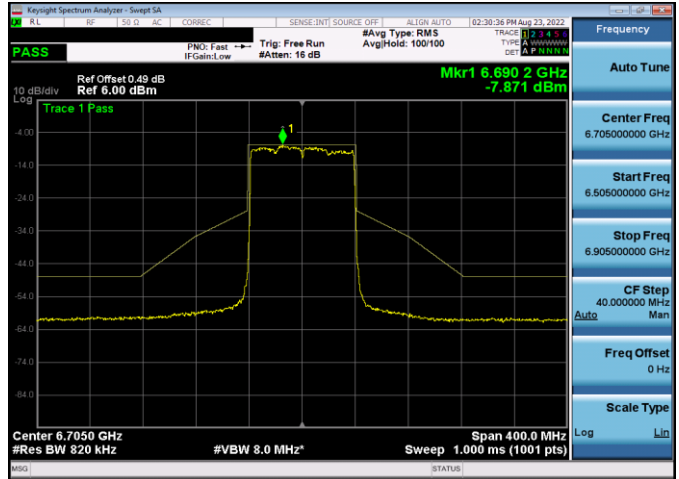 Keysight Spectrum Analyzer - Swept SA
RL RF 50 Ω AC CORREC SENSE:INT SOURCE OFF ALIGN AUTO 02:30:36 PM Aug 23, 2022
PASS
PNO: Fast
IFGain:Low
Trig: Free Run
#Atten: 16 dB
#Avg Type: RMS
Avg|Hold: 100/100
TRACE 1 2 3 4 5 6
TYPE A W W W W W
DET A P N N N N
Frequency
Ref Offset 0.49 dB
10 dB/div Ref 6.00 dBm
Mkr1 6.690 2 GHz
-7.871 dBm
Log
Trace 1 Pass
1
-4.00
-14.0
-24.0
-34.0
-44.0
-54.0
-64.0
-74.0
-84.0
Center 6.7050 GHz
Span 400.0 MHz
#Res BW 820 kHz
#VBW 8.0 MHz*
Sweep 1.000 ms (1001 pts)
Auto Tune
Center Freq
6.705000000 GHz
Start Freq
6.505000000 GHz
Stop Freq
6.905000000 GHz
CF Step
40.000000 MHz
Auto Man
Freq Offset
0 Hz
Scale Type
Log Lin
MSG STATUS